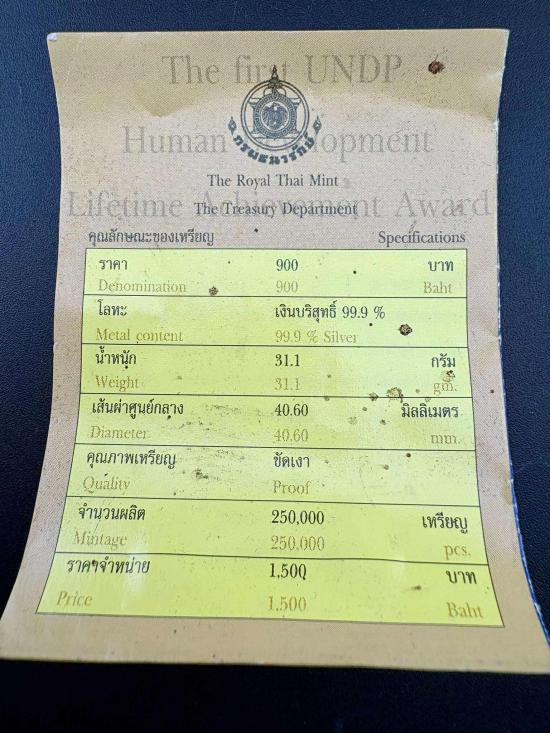 The first UNDP
Human Development
กรมธนารักษ์
The Royal Thai Mint
Lifetime Achievement Award
The Treasury Department
คุณลักษณะของเหรียญ Specifications
ราคา 900 บาท
Denomination 900 Baht
โลหะ เงินบริสุทธิ์ 99.9 %
Metal content 99.9 % Silver
น้ำหนัก 31.1 กรัม
Weight 31.1 gm.
เส้นผ่าศูนย์กลาง 40.60 มิลลิเมตร
Diameter 40.60 mm.
คุณภาพเหรียญ ขัดเงา
Quality Proof
จำนวนผลิต 250,000 เหรียญ
Mintage 250,000 pcs.
ราคาจำหน่าย 1,500 บาท
Price 1,500 Baht